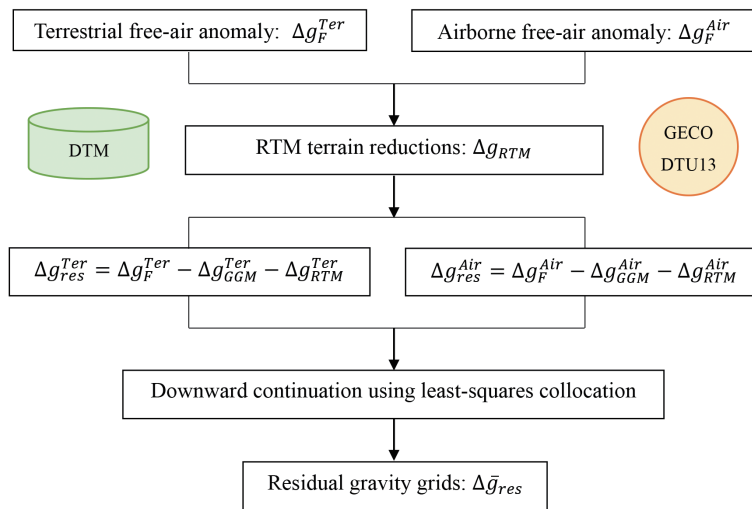 Terrestrial free-air anomaly: Δg_F^Ter
Airborne free-air anomaly: Δg_F^Air
DTM
RTM terrain reductions: Δg_RTM
GECO
DTU13
Δg_res^Ter = Δg_F^Ter − Δg_GGM^Ter − Δg_RTM^Ter
Δg_res^Air = Δg_F^Air − Δg_GGM^Air − Δg_RTM^Air
Downward continuation using least-squares collocation
Residual gravity grids: Δḡ_res